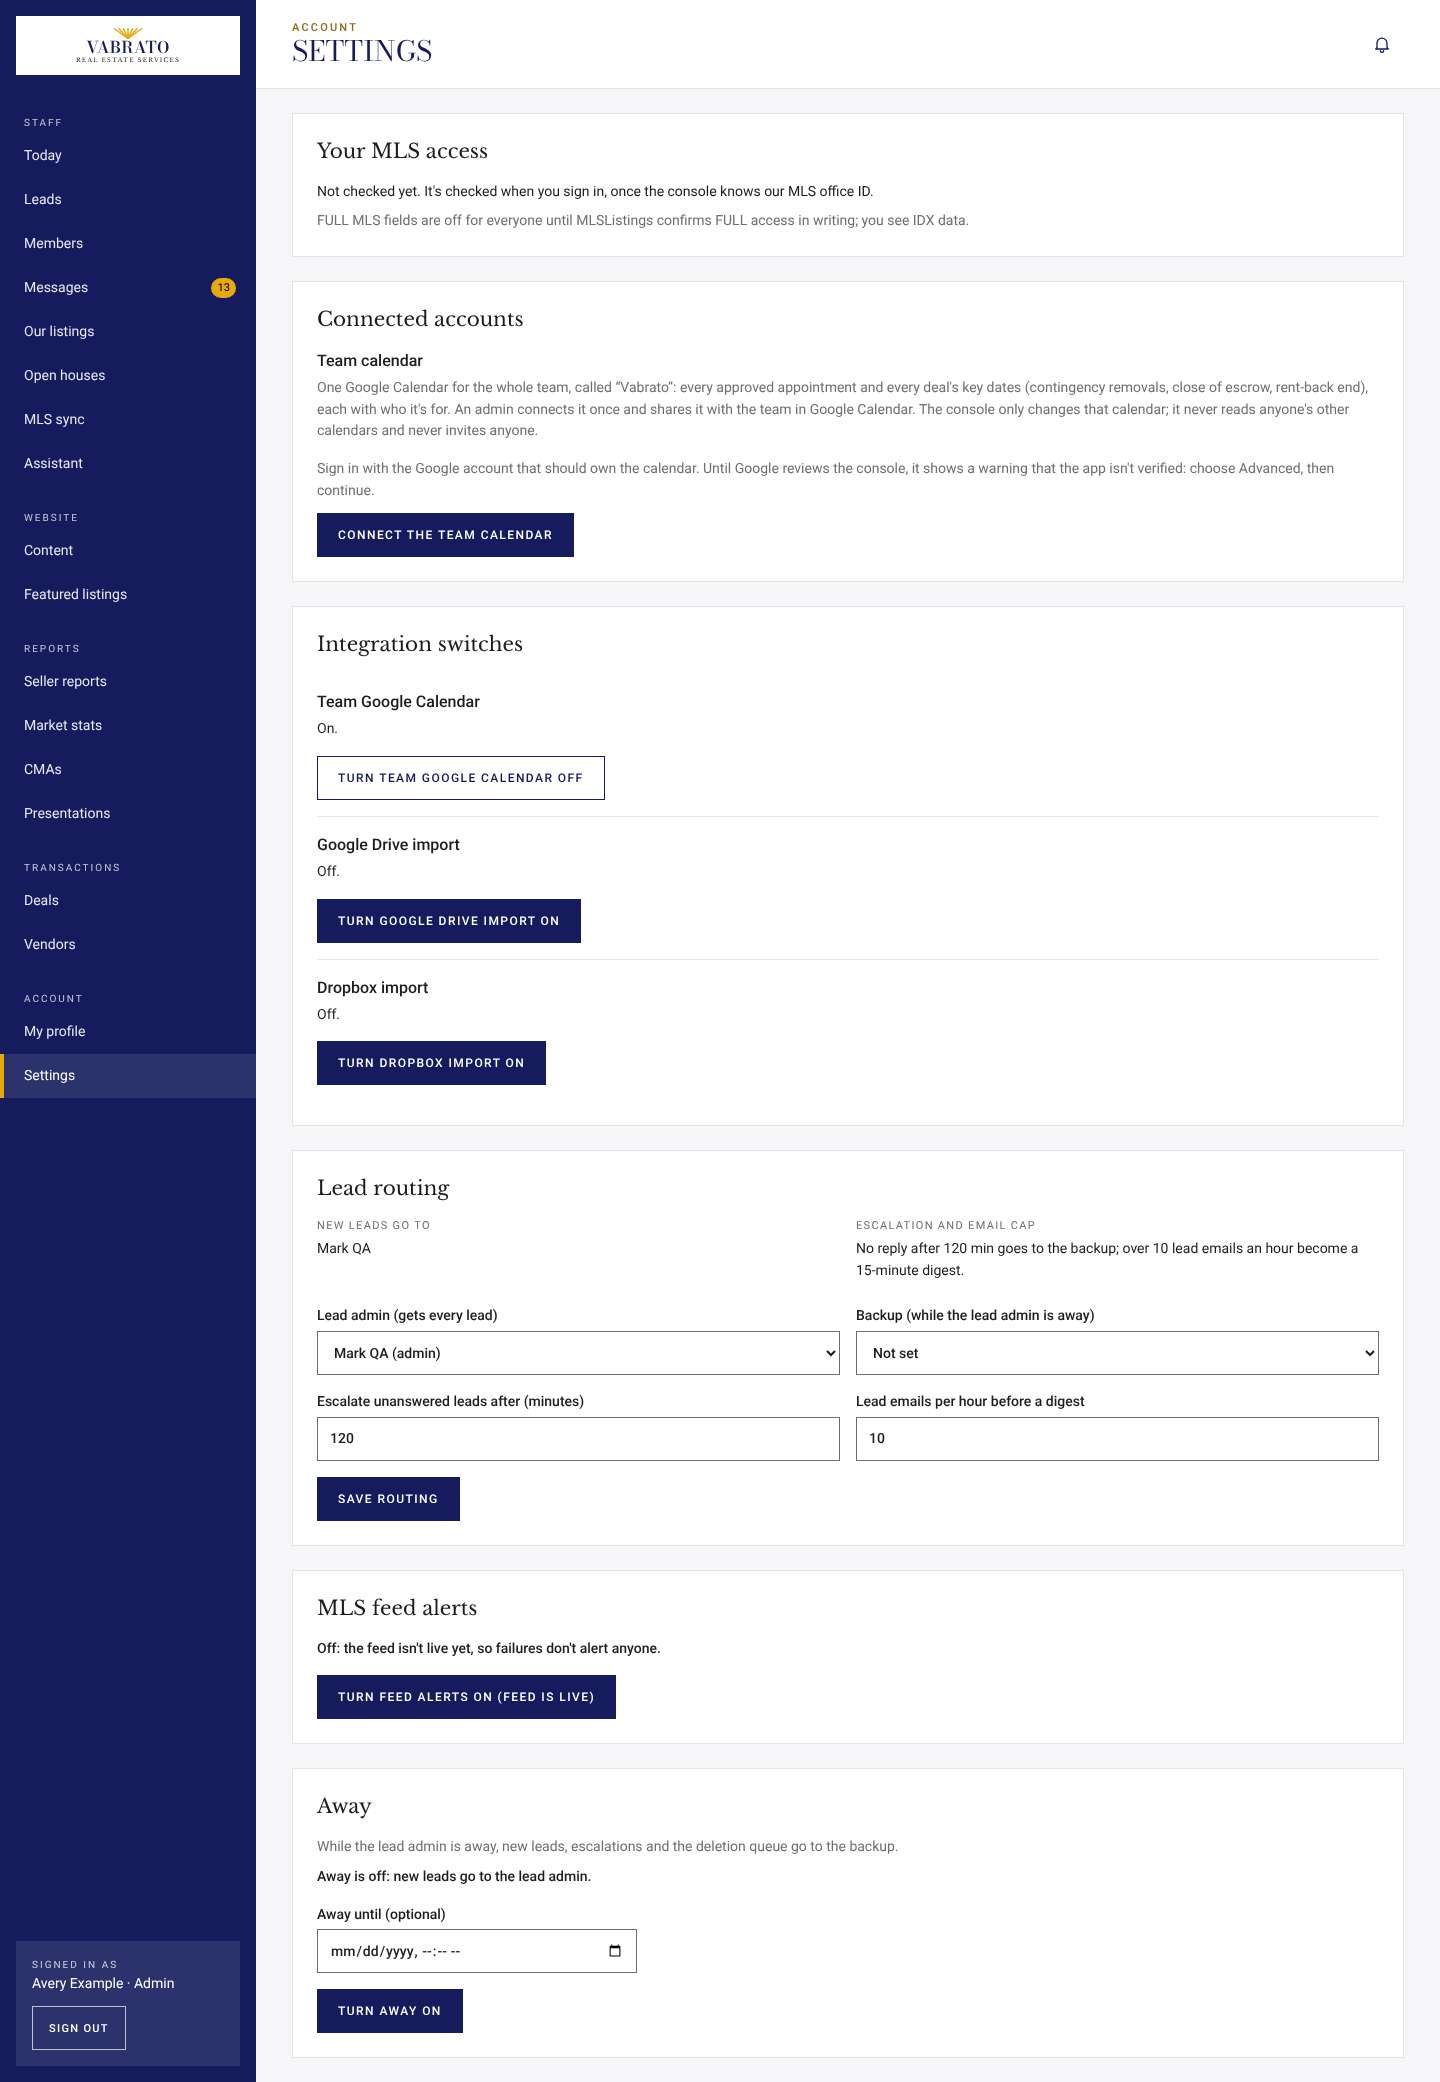 VABRATO
REAL ESTATE SERVICES
STAFF
Today
Leads
Members
Messages
13
Our listings
Open houses
MLS sync
Assistant
WEBSITE
Content
Featured listings
REPORTS
Seller reports
Market stats
CMAs
Presentations
TRANSACTIONS
Deals
Vendors
ACCOUNT
My profile
Settings
SIGNED IN AS
Avery Example · Admin
SIGN OUT
ACCOUNT
SETTINGS
Your MLS access
Not checked yet. It's checked when you sign in, once the console knows our MLS office ID.
FULL MLS fields are off for everyone until MLSListings confirms FULL access in writing; you see IDX data.
Connected accounts
Team calendar
One Google Calendar for the whole team, called “Vabrato”: every approved appointment and every deal's key dates (contingency removals, close of escrow, rent-back end),
each with who it's for. An admin connects it once and shares it with the team in Google Calendar. The console only changes that calendar; it never reads anyone's other
calendars and never invites anyone.
Sign in with the Google account that should own the calendar. Until Google reviews the console, it shows a warning that the app isn't verified: choose Advanced, then
continue.
CONNECT THE TEAM CALENDAR
Integration switches
Team Google Calendar
On.
TURN TEAM GOOGLE CALENDAR OFF
Google Drive import
Off.
TURN GOOGLE DRIVE IMPORT ON
Dropbox import
Off.
TURN DROPBOX IMPORT ON
Lead routing
NEW LEADS GO TO
Mark QA
ESCALATION AND EMAIL CAP
No reply after 120 min goes to the backup; over 10 lead emails an hour become a
15-minute digest.
Lead admin (gets every lead)
Mark QA (admin)
Backup (while the lead admin is away)
Not set
Escalate unanswered leads after (minutes)
120
Lead emails per hour before a digest
10
SAVE ROUTING
MLS feed alerts
Off: the feed isn't live yet, so failures don't alert anyone.
TURN FEED ALERTS ON (FEED IS LIVE)
Away
While the lead admin is away, new leads, escalations and the deletion queue go to the backup.
Away is off: new leads go to the lead admin.
Away until (optional)
mm/dd/yyyy, --:-- --
TURN AWAY ON